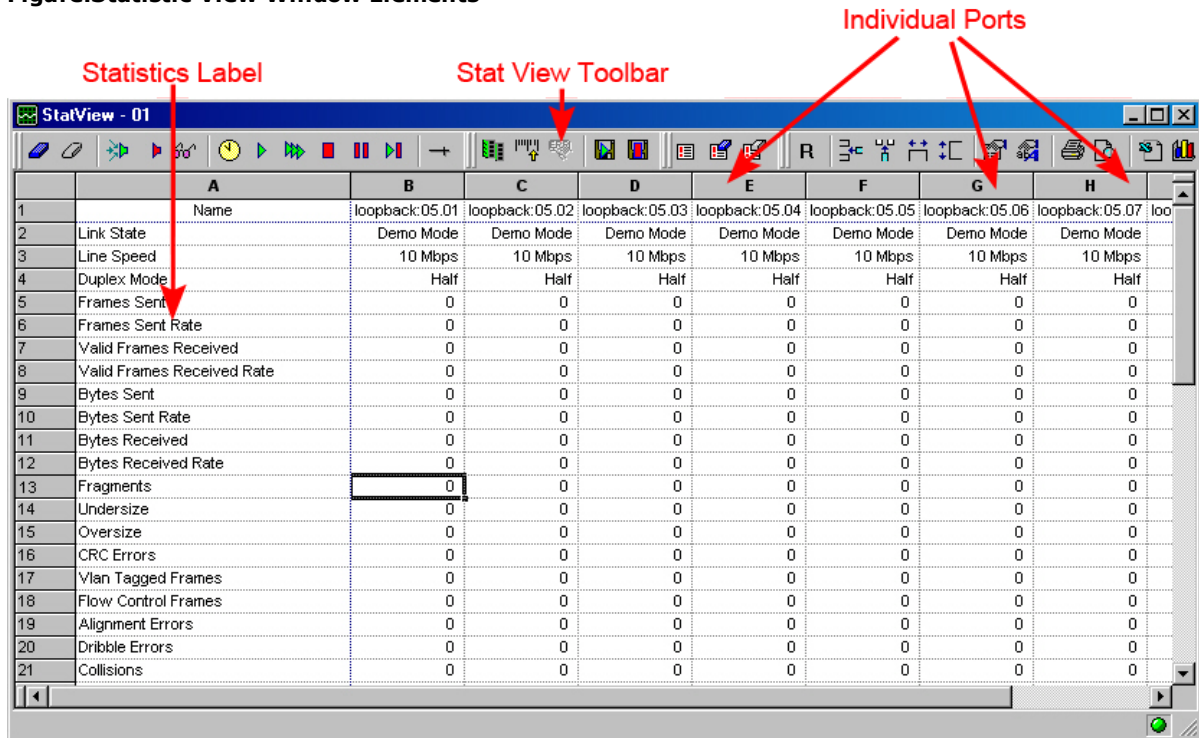 Figure:Statistic View Window Elements
Individual Ports
Statistics Label
Stat View Toolbar
StatView - 01
R
A B C D E F G H
1 Name loopback:05.01 loopback:05.02 loopback:05.03 loopback:05.04 loopback:05.05 loopback:05.06 loopback:05.07 loo
2 Link State Demo Mode Demo Mode Demo Mode Demo Mode Demo Mode Demo Mode Demo Mode
3 Line Speed 10 Mbps 10 Mbps 10 Mbps 10 Mbps 10 Mbps 10 Mbps 10 Mbps
4 Duplex Mode Half Half Half Half Half Half Half
5 Frames Sent 0 0 0 0 0 0 0
6 Frames Sent Rate 0 0 0 0 0 0 0
7 Valid Frames Received 0 0 0 0 0 0 0
8 Valid Frames Received Rate 0 0 0 0 0 0 0
9 Bytes Sent 0 0 0 0 0 0 0
10 Bytes Sent Rate 0 0 0 0 0 0 0
11 Bytes Received 0 0 0 0 0 0 0
12 Bytes Received Rate 0 0 0 0 0 0 0
13 Fragments 0 0 0 0 0 0 0
14 Undersize 0 0 0 0 0 0 0
15 Oversize 0 0 0 0 0 0 0
16 CRC Errors 0 0 0 0 0 0 0
17 Vlan Tagged Frames 0 0 0 0 0 0 0
18 Flow Control Frames 0 0 0 0 0 0 0
19 Alignment Errors 0 0 0 0 0 0 0
20 Dribble Errors 0 0 0 0 0 0 0
21 Collisions 0 0 0 0 0 0 0